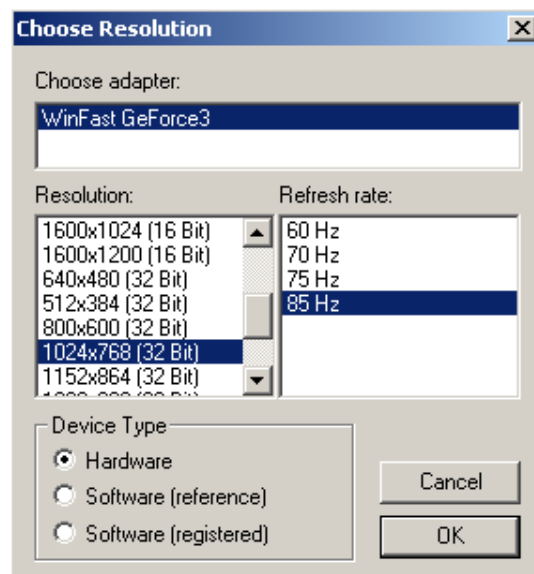 Choose Resolution
Choose adapter:
WinFast GeForce3
Resolution:
1600x1024 (16 Bit)
1600x1200 (16 Bit)
640x480 (32 Bit)
512x384 (32 Bit)
800x600 (32 Bit)
1024x768 (32 Bit)
1152x864 (32 Bit)
Refresh rate:
60 Hz
70 Hz
75 Hz
85 Hz
Device Type
Hardware
Software (reference)
Software (registered)
Cancel
OK